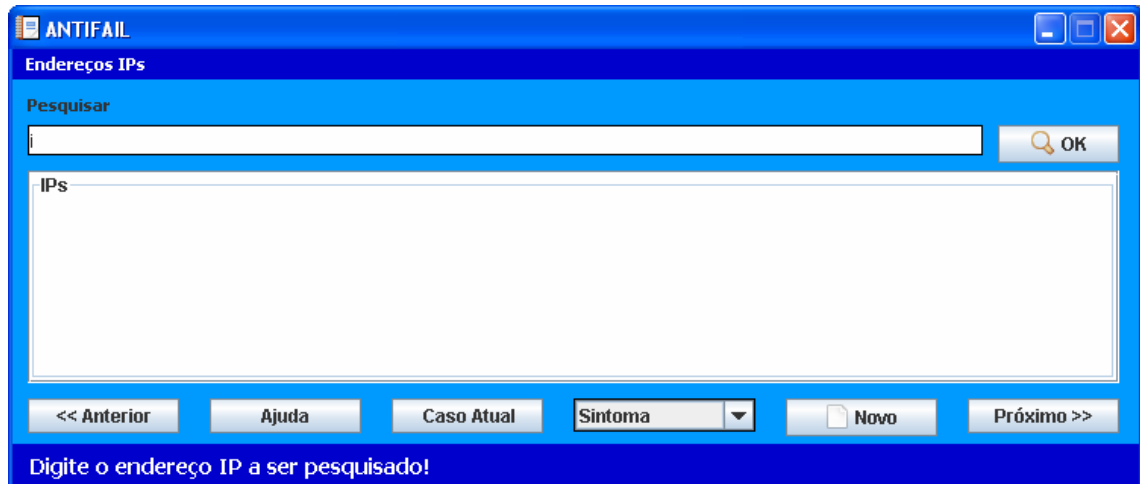 ANTIFAIL
Endereços IPs
Pesquisar
i
OK
IPs
<< Anterior
Ajuda
Caso Atual
Sintoma
Novo
Próximo >>
Digite o endereço IP a ser pesquisado!